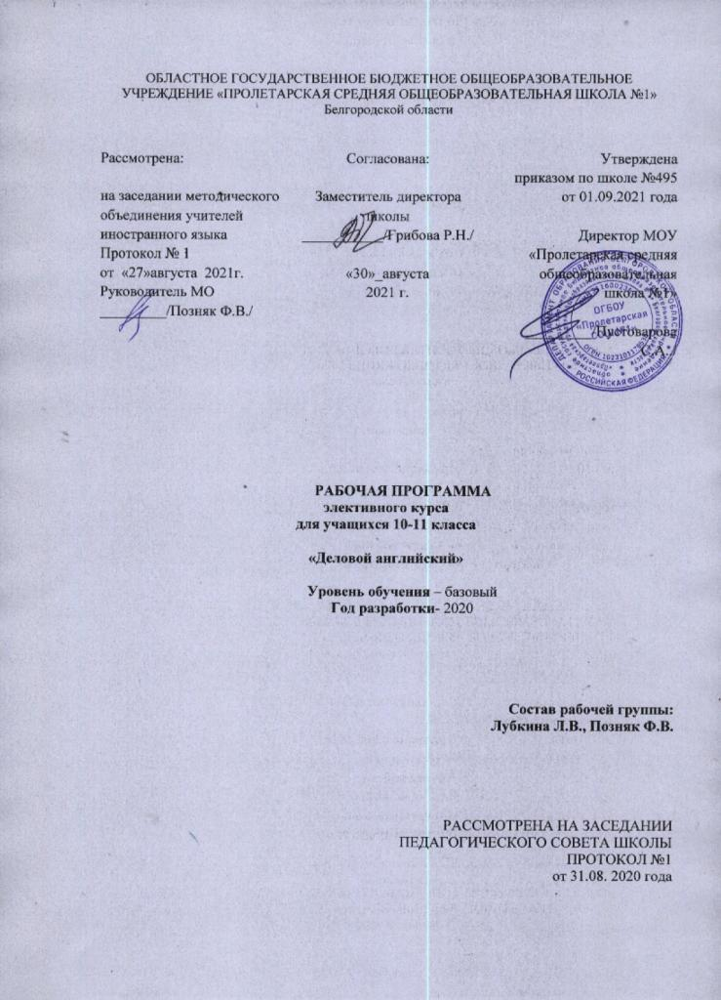 ОБЛАСТНОЕ ГОСУДАРСТВЕННОЕ БЮДЖЕТНОЕ ОБЩЕОБРАЗОВАТЕЛЬНОЕ
УЧРЕЖДЕНИЕ «ПРОЛЕТАРСКАЯ СРЕДНЯЯ ОБЩЕОБРАЗОВАТЕЛЬНАЯ ШКОЛА №1»
Белгородской области
Рассмотрена:
на заседании методического
объединения учителей
иностранного языка
Протокол № 1
от «27»августа 2021г.
Руководитель МО
__________/Позняк Ф.В./
Согласована:
Заместитель директора
школы
____________/Грибова Р.Н./
«30»_августа
2021 г.
Утверждена
приказом по школе №495
от 01.09.2021 года
Директор МОУ
«Пролетарская средняя
общеобразовательная
школа №1»
Пустоварова
С.А.
ОГБОУ
«Пролетарская
РОССИЙСКАЯ ФЕДЕРАЦИЯ
РАБОЧАЯ ПРОГРАММА
элективного курса
для учащихся 10-11 класса
«Деловой английский»
Уровень обучения – базовый
Год разработки- 2020
Состав рабочей группы:
Лубкина Л.В., Позняк Ф.В.
РАССМОТРЕНА НА ЗАСЕДАНИИ
ПЕДАГОГИЧЕСКОГО СОВЕТА ШКОЛЫ
ПРОТОКОЛ №1
от 31.08. 2020 года